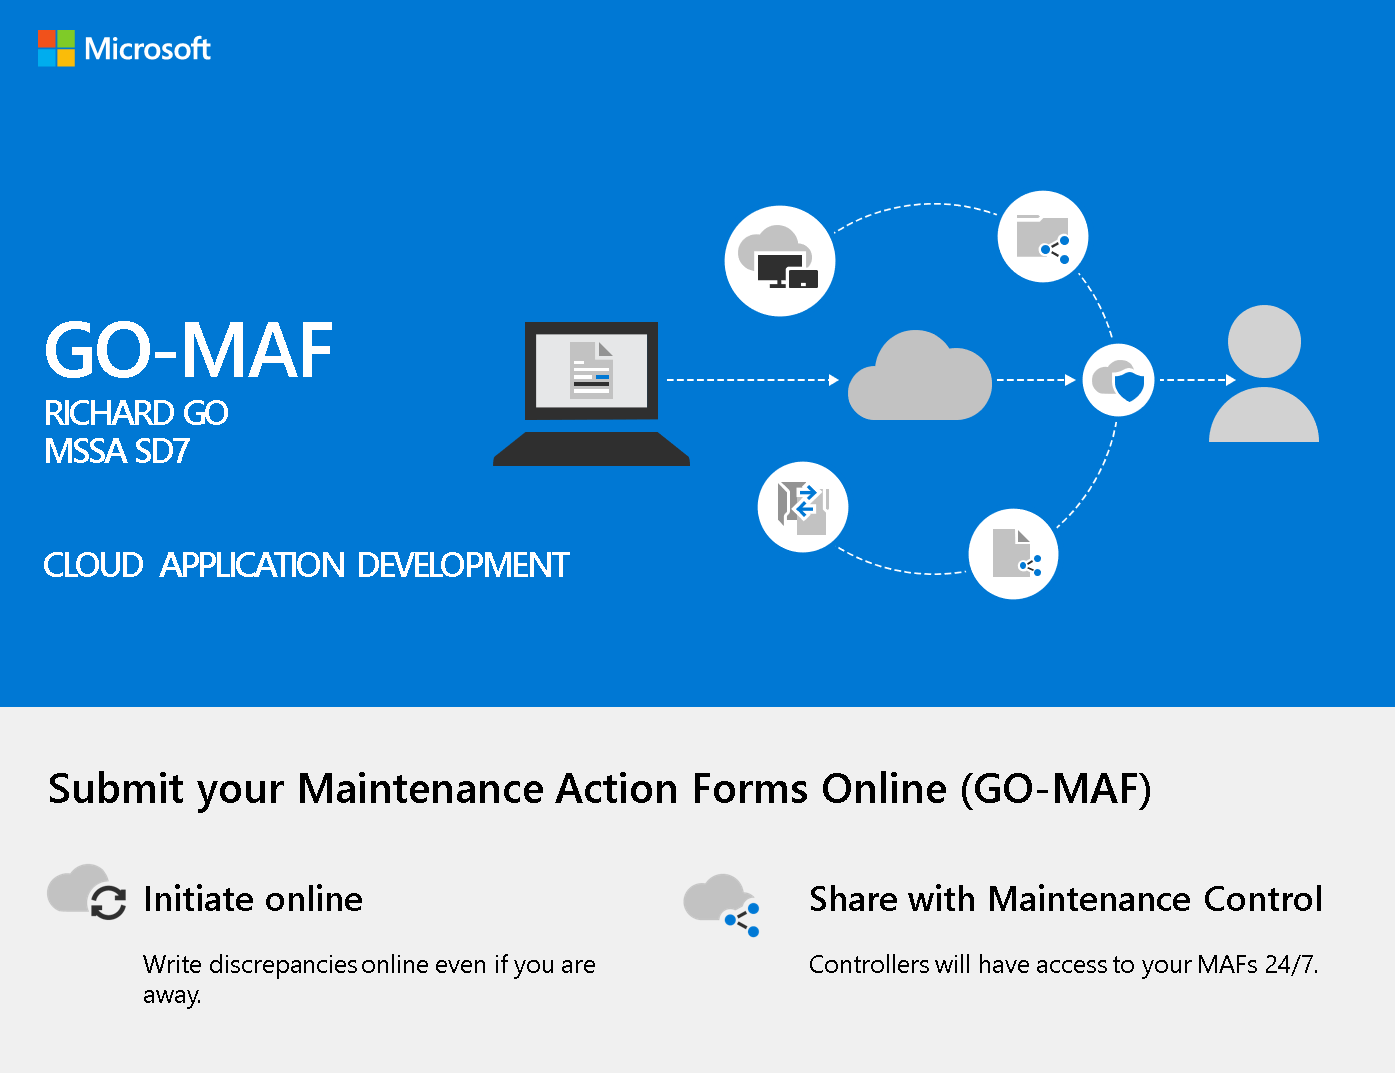 Microsoft
GO-MAF
RICHARD GO
MSSA SD7
CLOUD APPLICATION DEVELOPMENT
Submit your Maintenance Action Forms Online (GO-MAF)
Initiate online
Write discrepancies online even if you are
away.
Share with Maintenance Control
Controllers will have access to your MAFs 24/7.